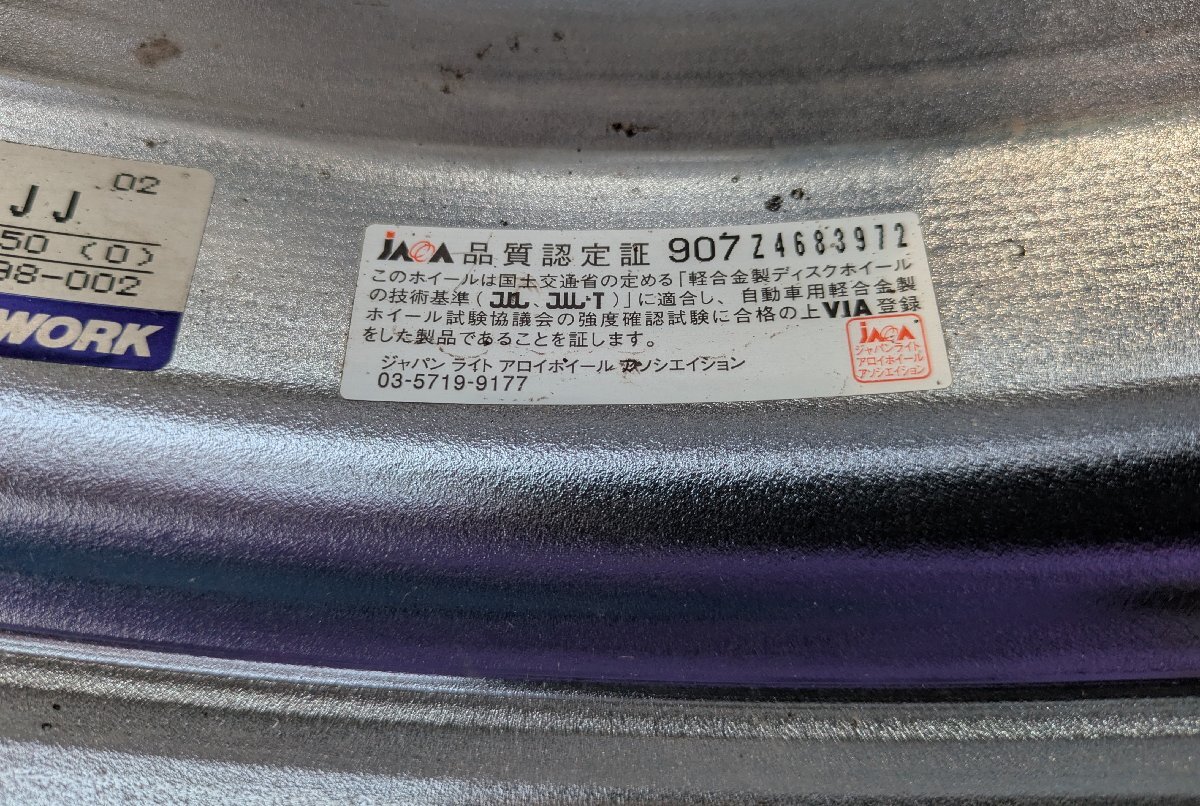 JJ 02
50 (0)
98-002
WORK
JAWA 品質認定証 907 Z4683972
このホイールは国土交通省の定める「軽合金製ディスクホイール
の技術基準(JWL、JWL・T)」に適合し、自動車用軽合金製
ホイール試験協議会の強度確認試験に合格の上VIA登録
をした製品であることを証します。
ジャパン ライト アロイホイール アソシエイション
03-5719-9177
JAWA
ジャパンライト
アロイホイール
アソシエイション